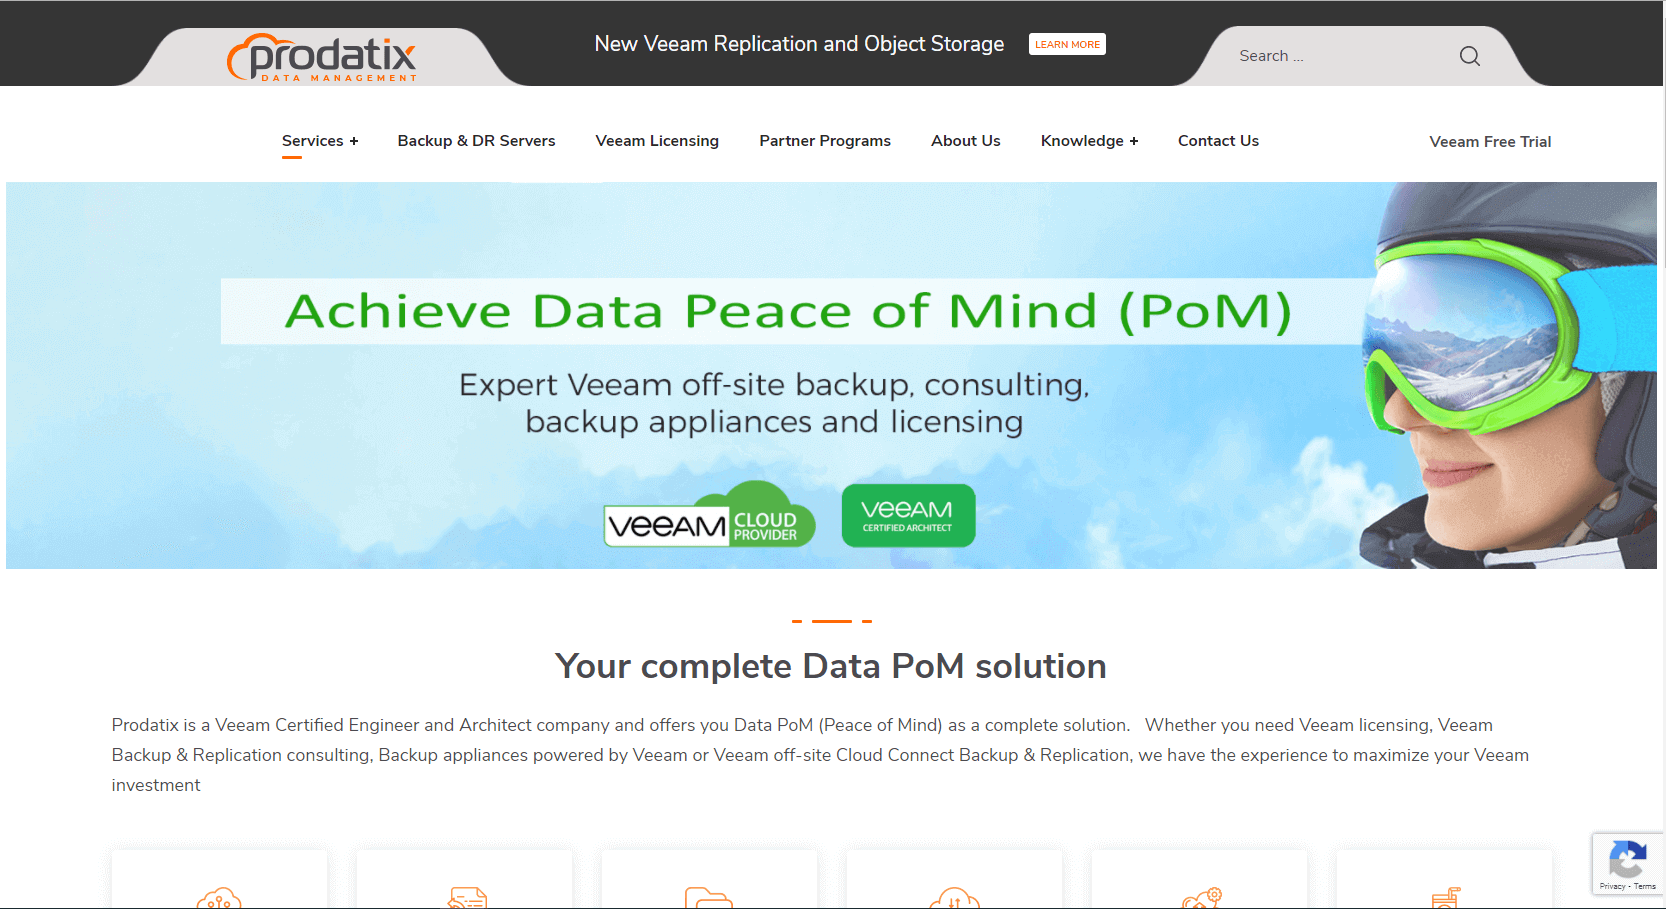 prodatix
DATA MANAGEMENT
New Veeam Replication and Object Storage
LEARN MORE
Search ...
Services +
Backup & DR Servers
Veeam Licensing
Partner Programs
About Us
Knowledge +
Contact Us
Veeam Free Trial
Achieve Data Peace of Mind (PoM)
Expert Veeam off-site backup, consulting,
backup appliances and licensing
VEEAM CLOUD
PROVIDER
VEEAM
CERTIFIED ARCHITECT
Your complete Data PoM solution
Prodatix is a Veeam Certified Engineer and Architect company and offers you Data PoM (Peace of Mind) as a complete solution.   Whether you need Veeam licensing, Veeam
Backup & Replication consulting, Backup appliances powered by Veeam or Veeam off-site Cloud Connect Backup & Replication, we have the experience to maximize your Veeam
investment
Privacy - Terms